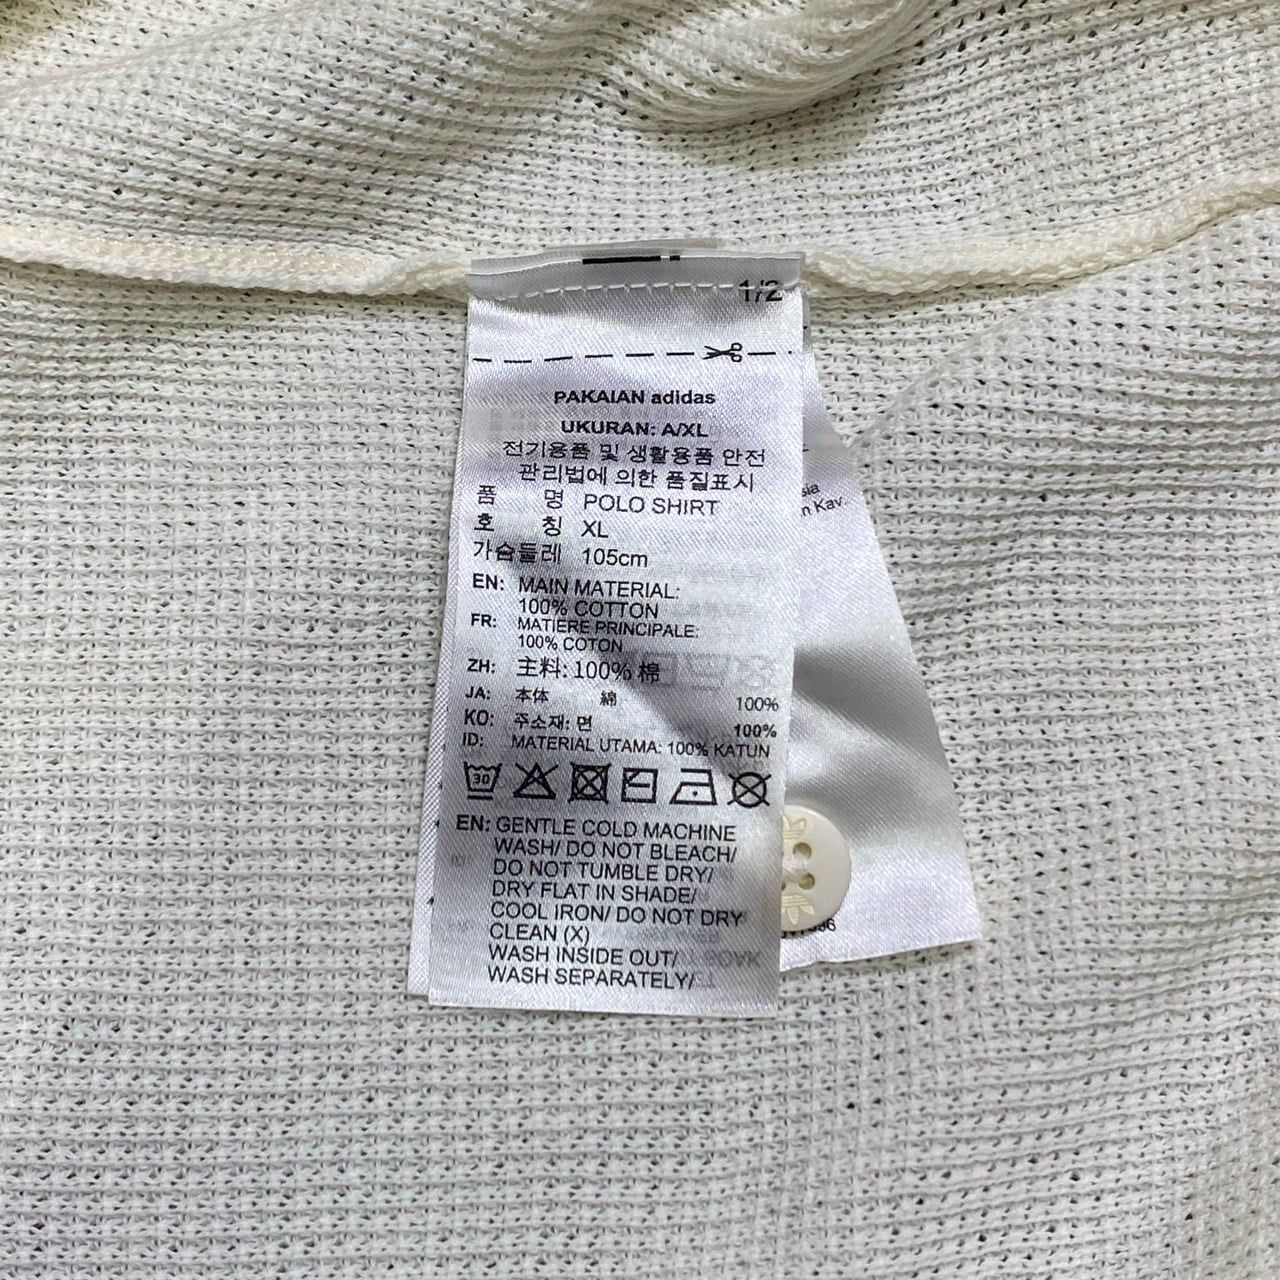 1/2
PAKAIAN adidas
UKURAN: A/XL
전기용품 및 생활용품 안전
관리법에 의한 품질표시
품 명 POLO SHIRT
호 칭 XL
가슴둘레 105cm
EN: MAIN MATERIAL:
100% COTTON
FR: MATIERE PRINCIPALE:
100% COTON
ZH: 主料: 100% 棉
JA: 本体 綿 100%
KO: 주소재: 면 100%
ID: MATERIAL UTAMA: 100% KATUN
30
EN: GENTLE COLD MACHINE
WASH/ DO NOT BLEACH/
DO NOT TUMBLE DRY/
DRY FLAT IN SHADE/
COOL IRON/ DO NOT DRY
CLEAN (X)
WASH INSIDE OUT/
WASH SEPARATELY/
Kav.